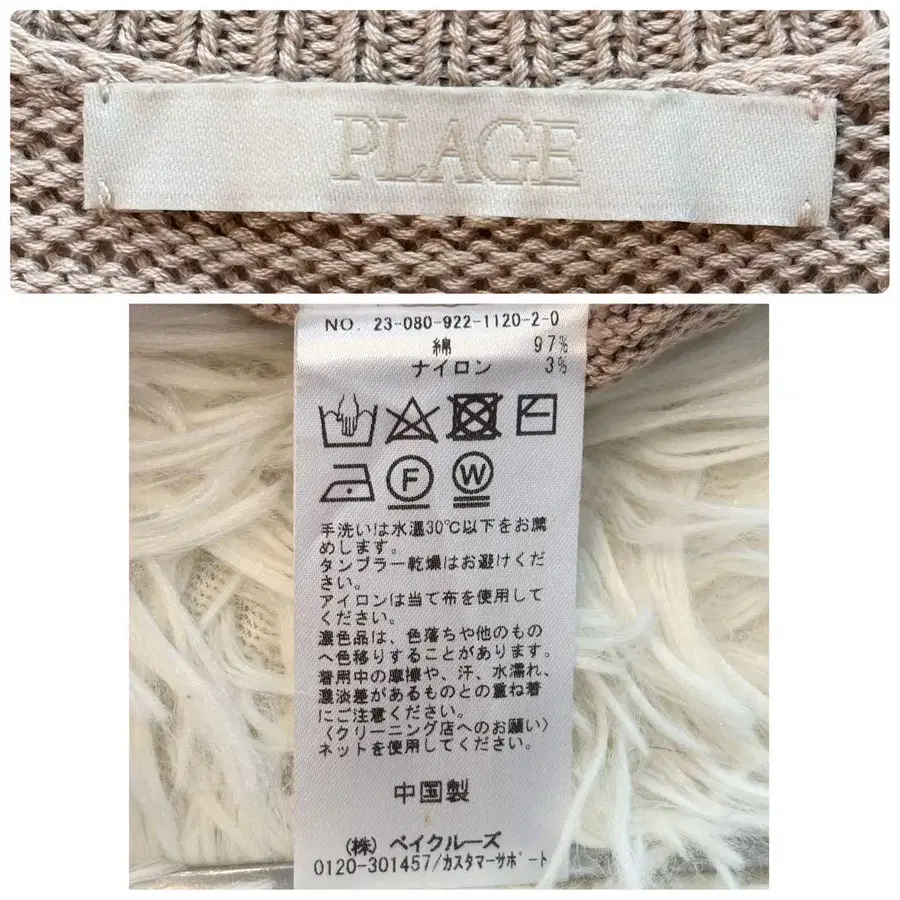 PLAGE
NO. 23-080-922-1120-2-0
綿 97%
ナイロン 3%
F W
手洗いは水温30℃以下をお薦
めします。
タンブラー乾燥はお避けくだ
さい。
アイロンは当て布を使用して
ください。
濃色品は、色落ちや他のもの
へ色移りすることがあります。
着用中の摩擦や、汗、水濡れ、
濃淡差があるものとの重ね着
にご注意ください。
〈クリーニング店へのお願い〉
ネットを使用してください。
中国製
(株) ベイクルーズ
0120-301457/カスタマーサポート